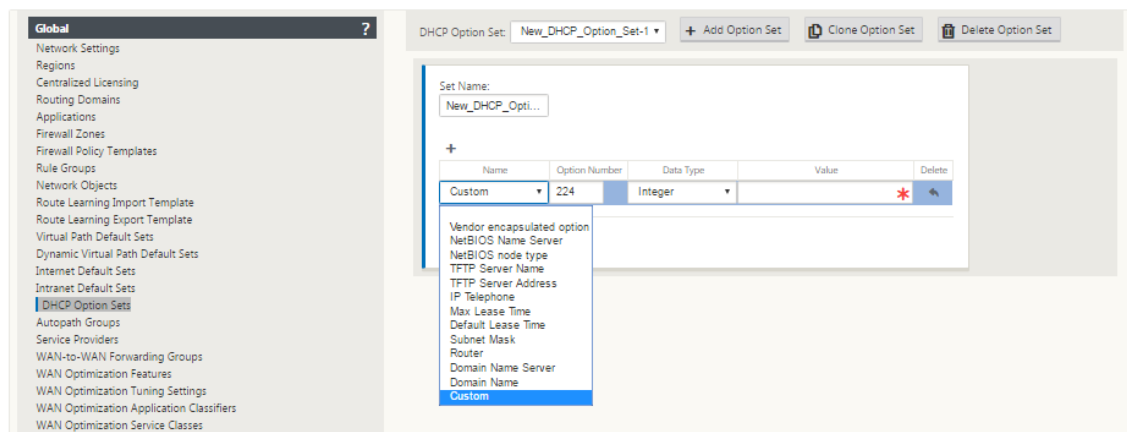 Global ?
Network Settings
Regions
Centralized Licensing
Routing Domains
Applications
Firewall Zones
Firewall Policy Templates
Rule Groups
Network Objects
Route Learning Import Template
Route Learning Export Template
Virtual Path Default Sets
Dynamic Virtual Path Default Sets
Internet Default Sets
Intranet Default Sets
DHCP Option Sets
Autopath Groups
Service Providers
WAN-to-WAN Forwarding Groups
WAN Optimization Features
WAN Optimization Tuning Settings
WAN Optimization Application Classifiers
WAN Optimization Service Classes
DHCP Option Set: New_DHCP_Option_Set-1 + Add Option Set Clone Option Set Delete Option Set
Set Name:
New_DHCP_Opti...
+
Name Option Number Data Type Value Delete
Custom 224 Integer *
Vendor encapsulated option
NetBIOS Name Server
NetBIOS node type
TFTP Server Name
TFTP Server Address
IP Telephone
Max Lease Time
Default Lease Time
Subnet Mask
Router
Domain Name Server
Domain Name
Custom